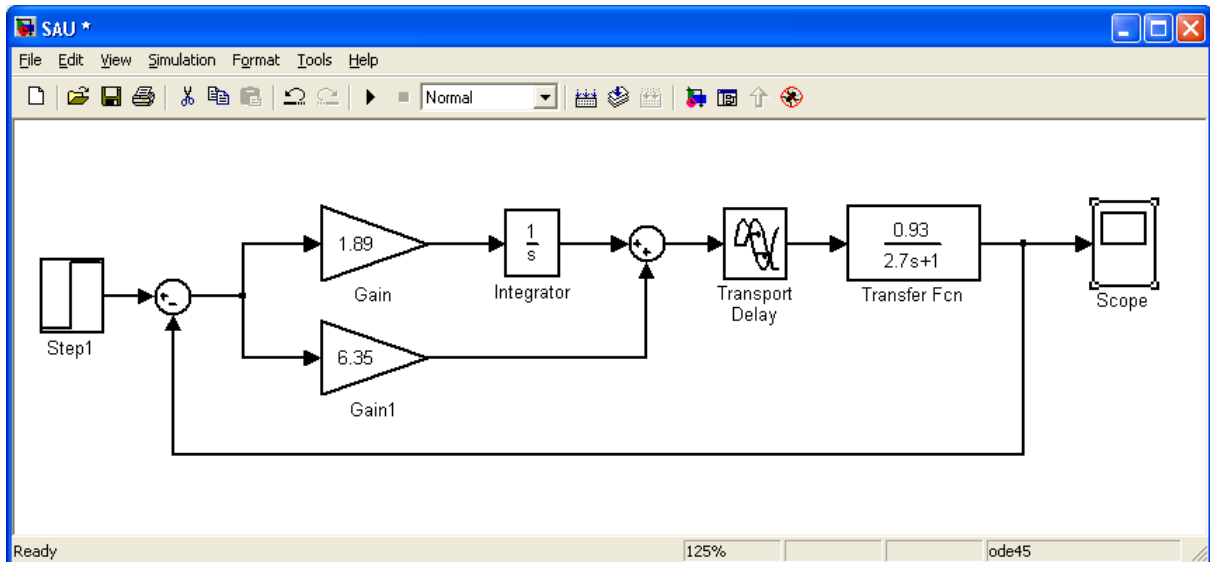 SAU *
File Edit View Simulation Format Tools Help
Normal
1.89
Gain
1
s
Integrator
+
+
Transport
Delay
0.93
2.7s+1
Transfer Fcn
Scope
Step1
+
-
6.35
Gain1
Ready 125% ode45